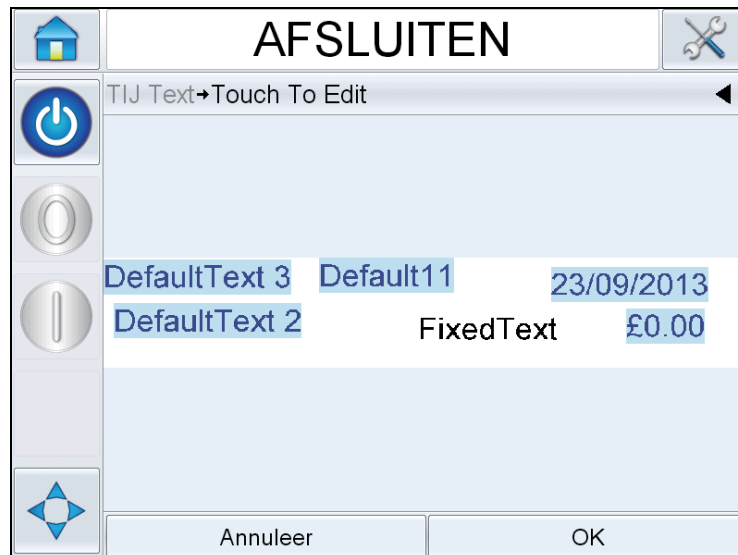 AFSLUITEN
TIJ Text→Touch To Edit
DefaultText 3 Default11 23/09/2013
DefaultText 2 FixedText £0.00
Annuleer OK